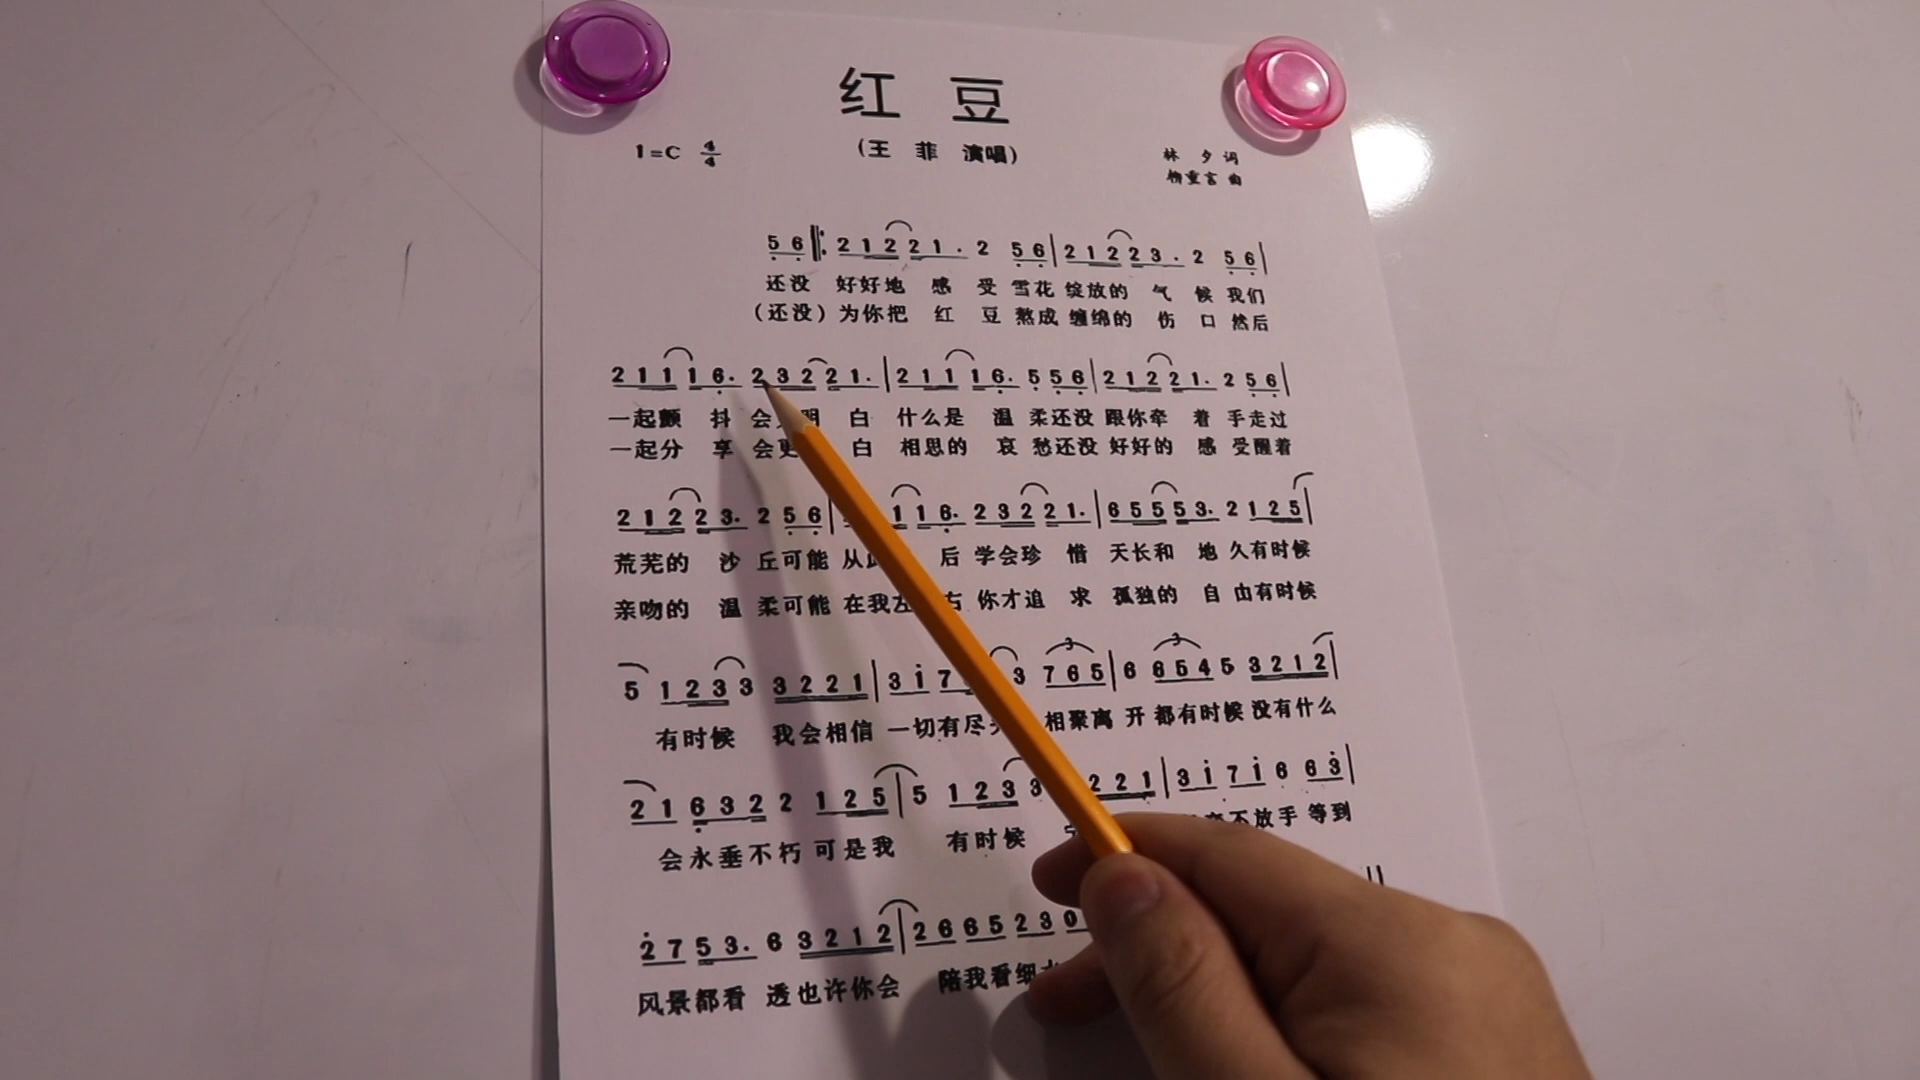 红 豆
1=C 4/4
(王 菲 演唱)
林 夕 词
柳重言 曲
5 6 ‖: 2 1 2 2 1 . 2 5 6 | 2 1 2 2 3 . 2 5 6 |
还没 好好地 感 受 雪花 绽放的 气 候 我们
(还没) 为你把 红 豆 熬成 缠绵的 伤 口 然后
2 1 1 1 6. 2 3 2 2 1. | 2 1 1 1 6. 5 5 6 | 2 1 2 2 1. 2 5 6 |
一起颤 抖 会 明 白 什么是 温 柔还没 跟你牵 着 手走过
一起分 享 会更 白 相思的 哀 愁还没 好好的 感 受醒着
2 1 2 2 3. 2 5 6 | 1 1 6. 2 3 2 2 1. | 6 5 5 5 3. 2 1 2 5 |
荒芜的 沙 丘可能 从 后 学会珍 惜 天长和 地 久有时候
亲吻的 温 柔可能 在我左 右 你才追 求 孤独的 自 由有时候
5 1 2 3 3 3 2 2 1 | 3 i 7 3 7 6 5 | 6 6 5 4 5 3 2 1 2 |
有时候 我会相信 一切有尽 相聚离 开 都有时候 没有什么
2 1 6 3 2 2 1 2 5 | 5 1 2 3 3 2 2 1 | 3 i 7 i 6 6 3 |
会永垂不朽 可是我 有时候 不放手 等到
2 7 5 3. 6 3 2 1 2 | 2 6 6 5 2 3 0
风景都看 透也许你会 陪我看细